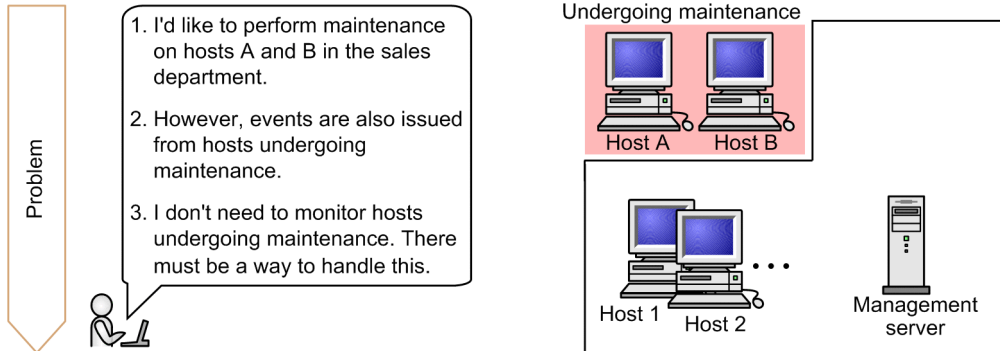 Problem
1. I'd like to perform maintenance
on hosts A and B in the sales
department.
2. However, events are also issued
from hosts undergoing
maintenance.
3. I don't need to monitor hosts
undergoing maintenance. There
must be a way to handle this.
Undergoing maintenance
Host A
Host B
Host 1
Host 2
Management
server